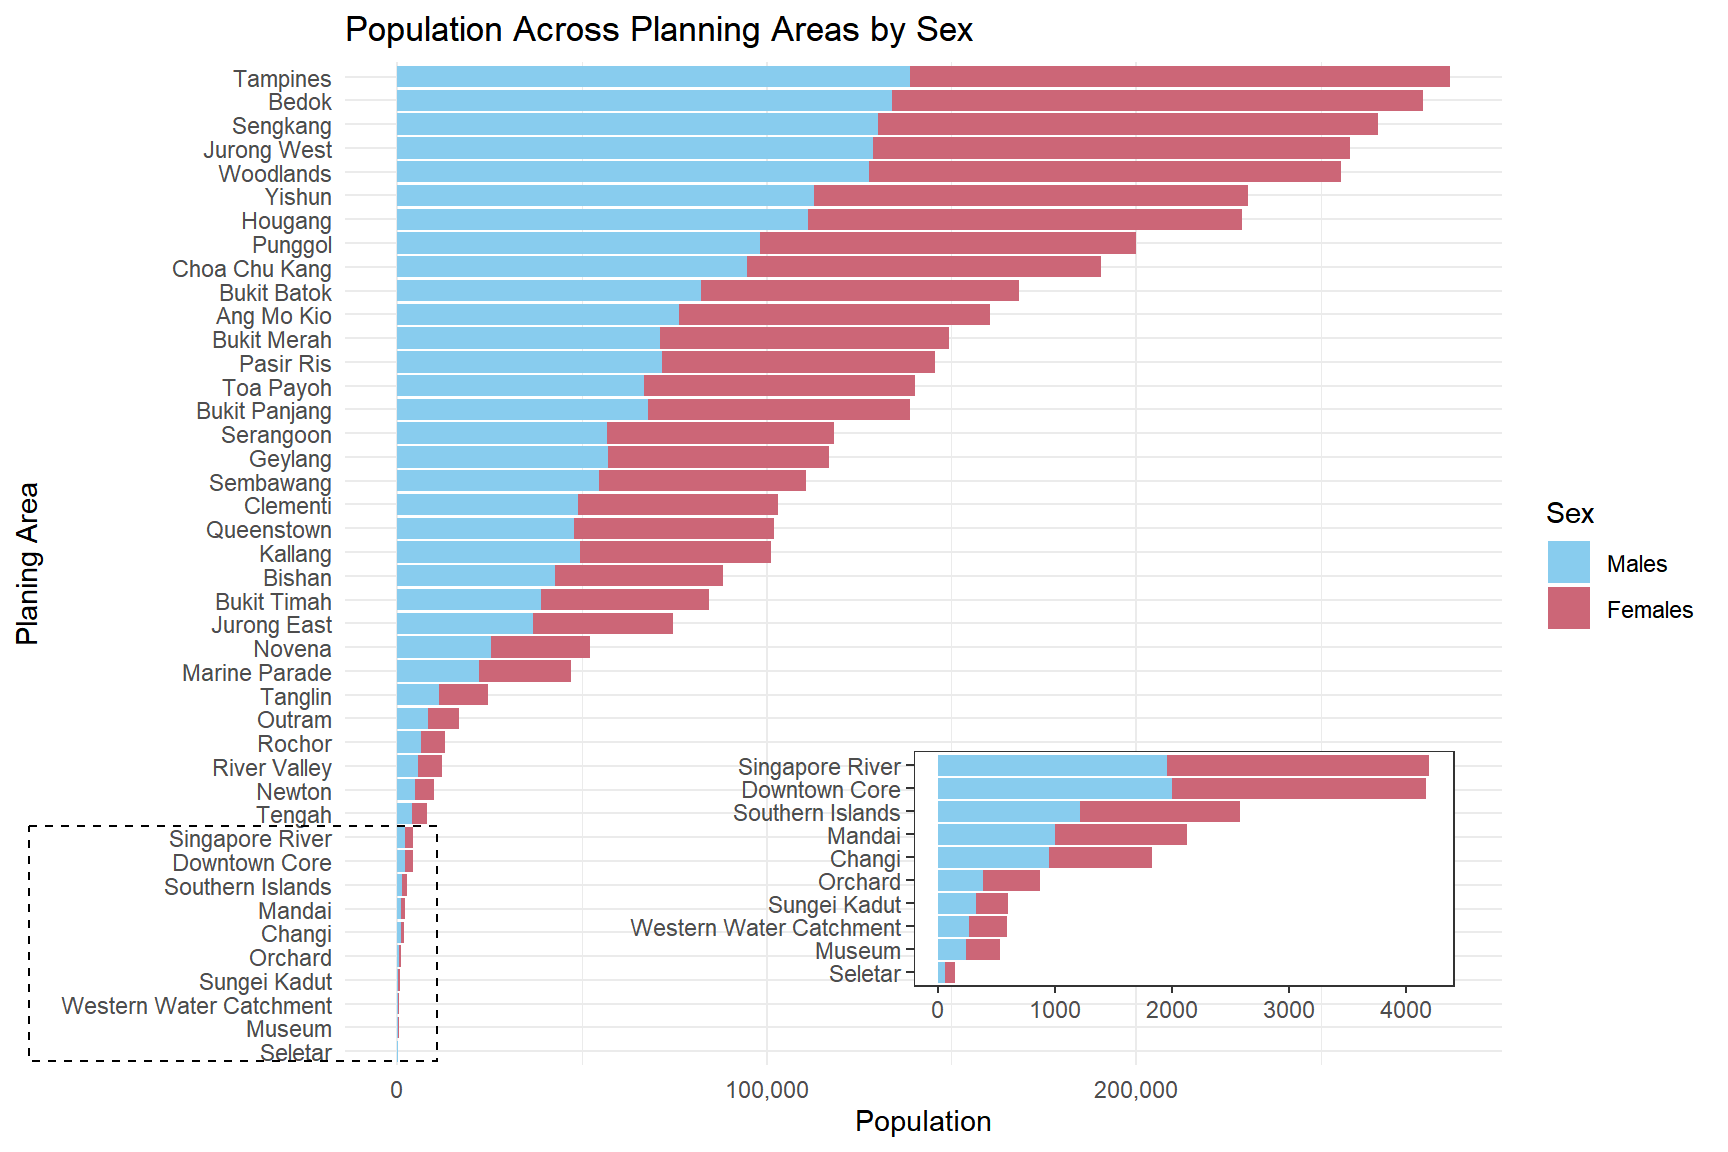 Population Across Planning Areas by Sex
Tampines
Bedok
Sengkang
Jurong West
Woodlands
Yishun
Hougang
Punggol
Choa Chu Kang
Bukit Batok
Ang Mo Kio
Bukit Merah
Pasir Ris
Toa Payoh
Bukit Panjang
Serangoon
Geylang
Sembawang
Clementi
Queenstown
Kallang
Bishan
Bukit Timah
Jurong East
Novena
Marine Parade
Tanglin
Outram
Rochor
River Valley
Newton
Tengah
Singapore River
Downtown Core
Southern Islands
Mandai
Changi
Orchard
Sungei Kadut
Western Water Catchment
Museum
Seletar
Planing Area
0 100,000 200,000
Population
Singapore River
Downtown Core
Southern Islands
Mandai
Changi
Orchard
Sungei Kadut
Western Water Catchment
Museum
Seletar
0 1000 2000 3000 4000
Sex
Males
Females